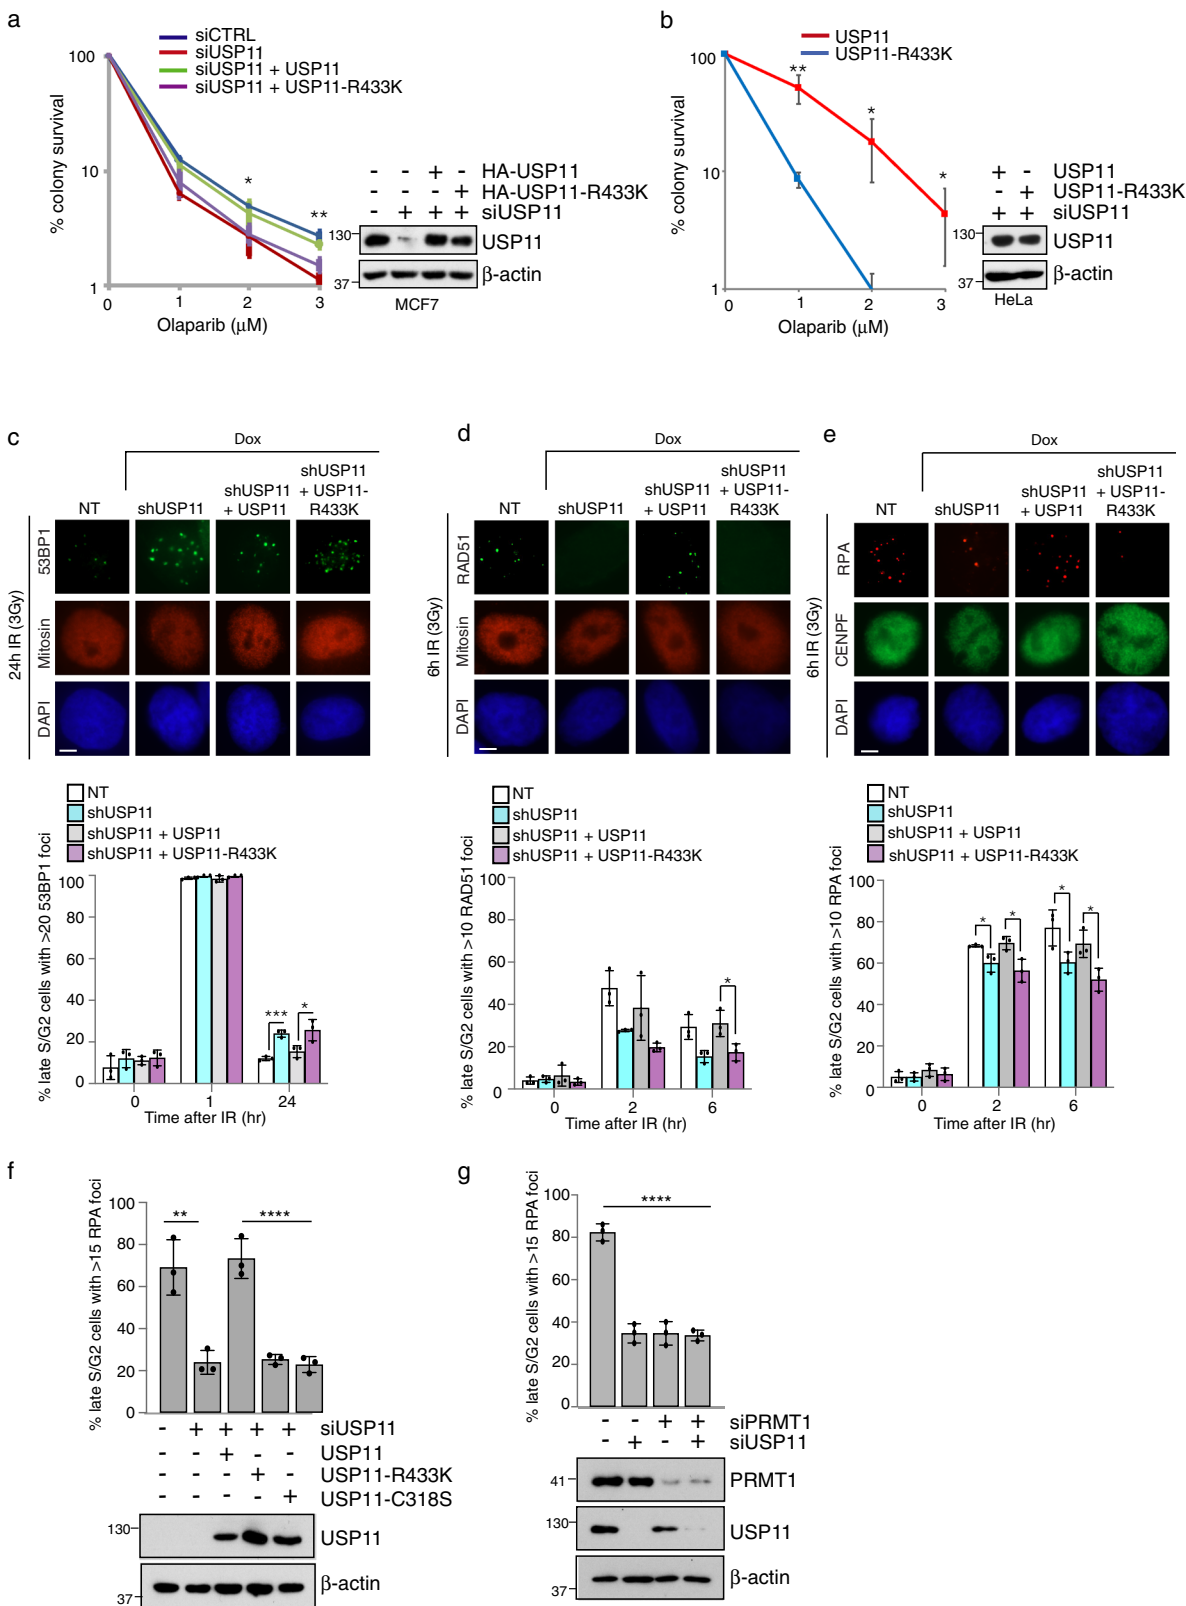 a
siCTRL
siUSP11
siUSP11 + USP11
siUSP11 + USP11-R433K
% colony survival
100
10
1
0 1 2 3
* **
Olaparib (μM)
- - + - HA-USP11
- - - + HA-USP11-R433K
- + + + siUSP11
130 USP11
37 β-actin
MCF7
b
USP11
USP11-R433K
% colony survival
100
10
1
0 1 2 3
** * *
Olaparib (μM)
+ - USP11
- + USP11-R433K
+ + siUSP11
130 USP11
37 β-actin
HeLa
c
Dox
NT
shUSP11
shUSP11 + USP11
shUSP11 + USP11-R433K
24h IR (3Gy)
53BP1
Mitosin
DAPI
NT
shUSP11
shUSP11 + USP11
shUSP11 + USP11-R433K
% late S/G2 cells with >20 53BP1 foci
100
80
60
40
20
0
*** *
0 1 24
Time after IR (hr)
d
Dox
NT
shUSP11
shUSP11 + USP11
shUSP11 + USP11-R433K
6h IR (3Gy)
RAD51
Mitosin
DAPI
NT
shUSP11
shUSP11 + USP11
shUSP11 + USP11-R433K
% late S/G2 cells with >10 RAD51 foci
100
80
60
40
20
0
*
0 2 6
Time after IR (hr)
e
Dox
NT
shUSP11
shUSP11 + USP11
shUSP11 + USP11-R433K
6h IR (3Gy)
RPA
CENPF
DAPI
NT
shUSP11
shUSP11 + USP11
shUSP11 + USP11-R433K
% late S/G2 cells with >10 RPA foci
100
80
60
40
20
0
* * * *
0 2 6
Time after IR (hr)
f
% late S/G2 cells with >15 RPA foci
100
80
60
40
20
0
** ****
- + + + + siUSP11
- - + - - USP11
- - - + - USP11-R433K
- - - - + USP11-C318S
130 USP11
37 β-actin
g
% late S/G2 cells with >15 RPA foci
100
80
60
40
20
0
****
- - + + siPRMT1
- + - + siUSP11
41 PRMT1
130 USP11
37 β-actin